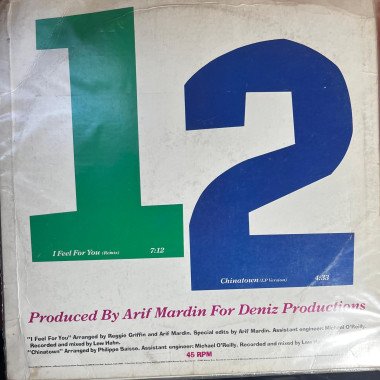 12
I Feel For You (Remix) 7:12
Chinatown (LP Version) 4:33
Produced By Arif Mardin For Deniz Productions
"I Feel For You" Arranged by Reggie Griffin and Arif Mardin. Special edits by Arif Mardin. Assistant engineer: Michael O'Reilly.
Recorded and mixed by Lew Hahn.
"Chinatown" Arranged by Philippe Saisse. Assistant engineer: Michael O'Reilly. Recorded and mixed by Lew
45 RPM